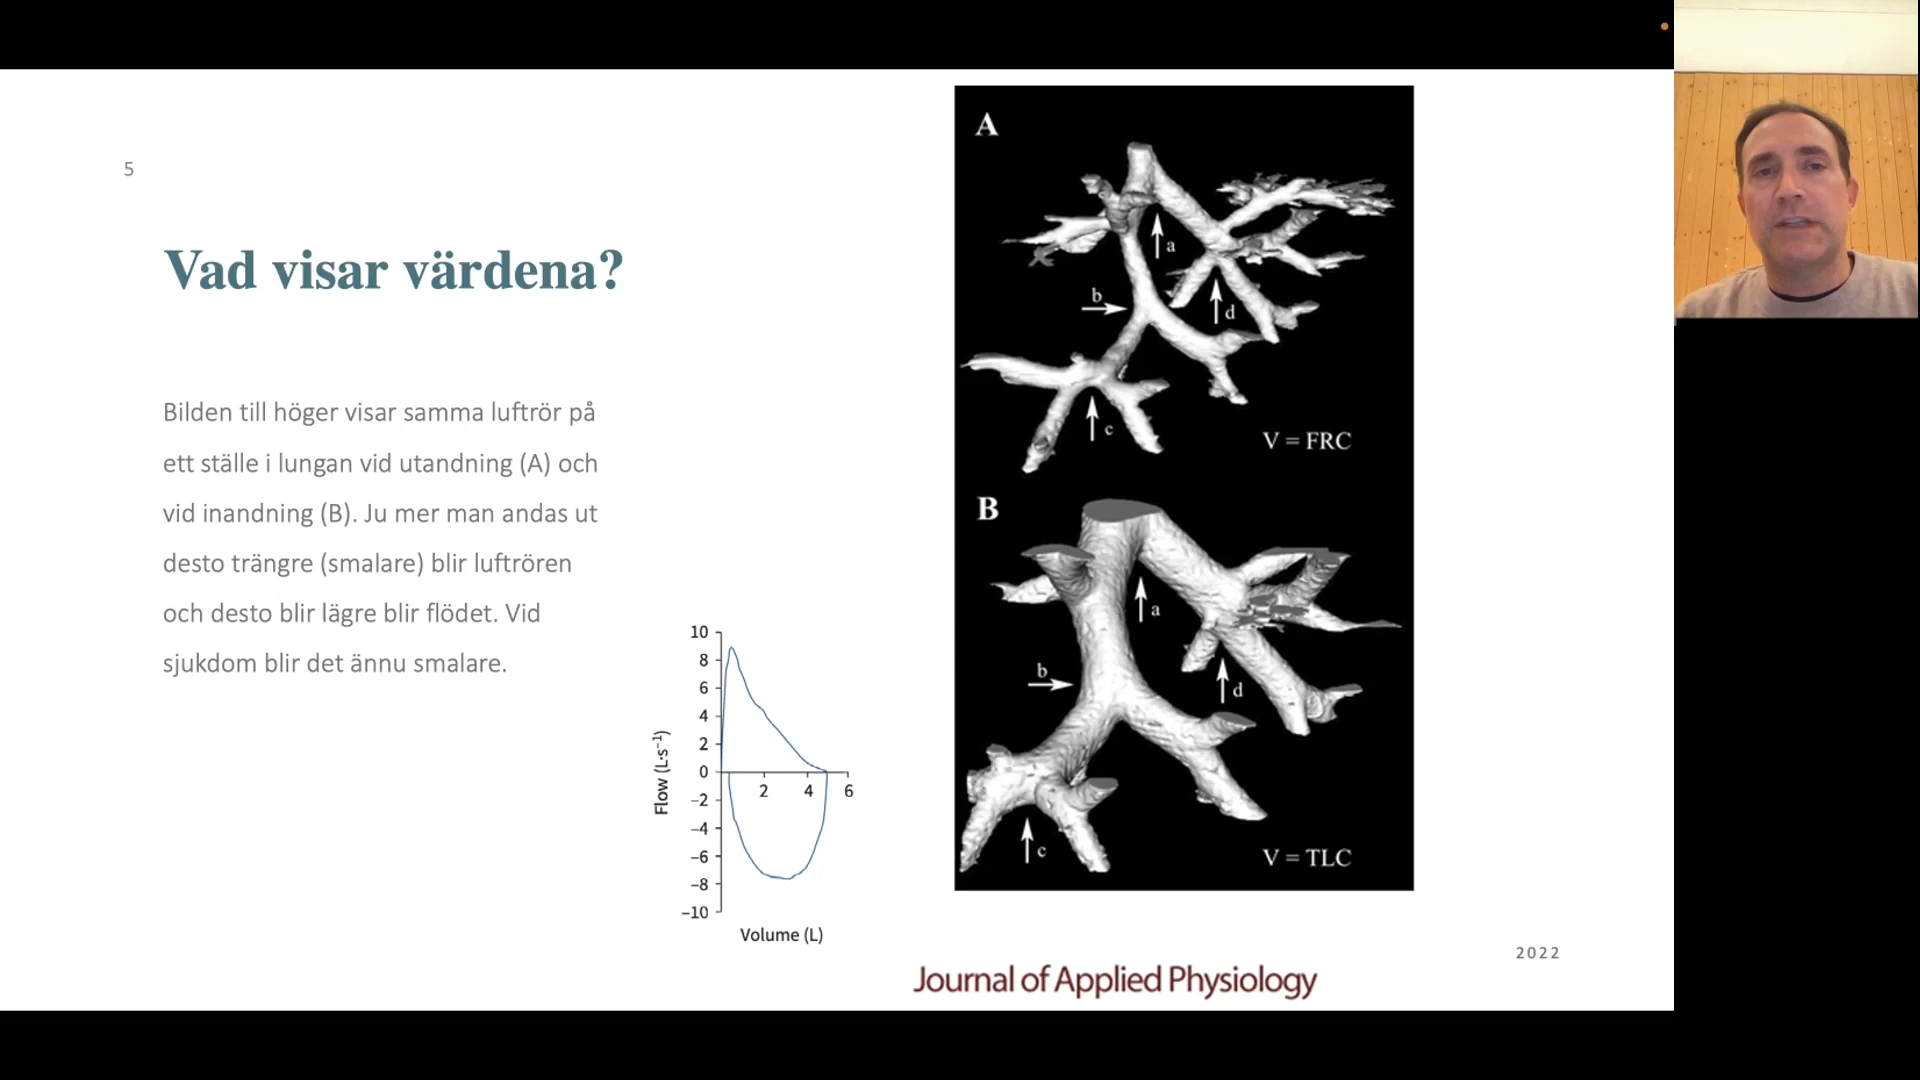 5
Vad visar värdena?
Bilden till höger visar samma luftrör på
ett ställe i lungan vid utandning (A) och
vid inandning (B). Ju mer man andas ut
desto trängre (smalare) blir luftrören
och desto blir lägre blir flödet. Vid
sjukdom blir det ännu smalare.
10
8
6
4
2
0
−2
−4
−6
−8
−10
2 4 6
Flow (L·s⁻¹)
Volume (L)
A
a
b
d
c
V = FRC
B
a
b
d
c
V = TLC
2022
Journal of Applied Physiology